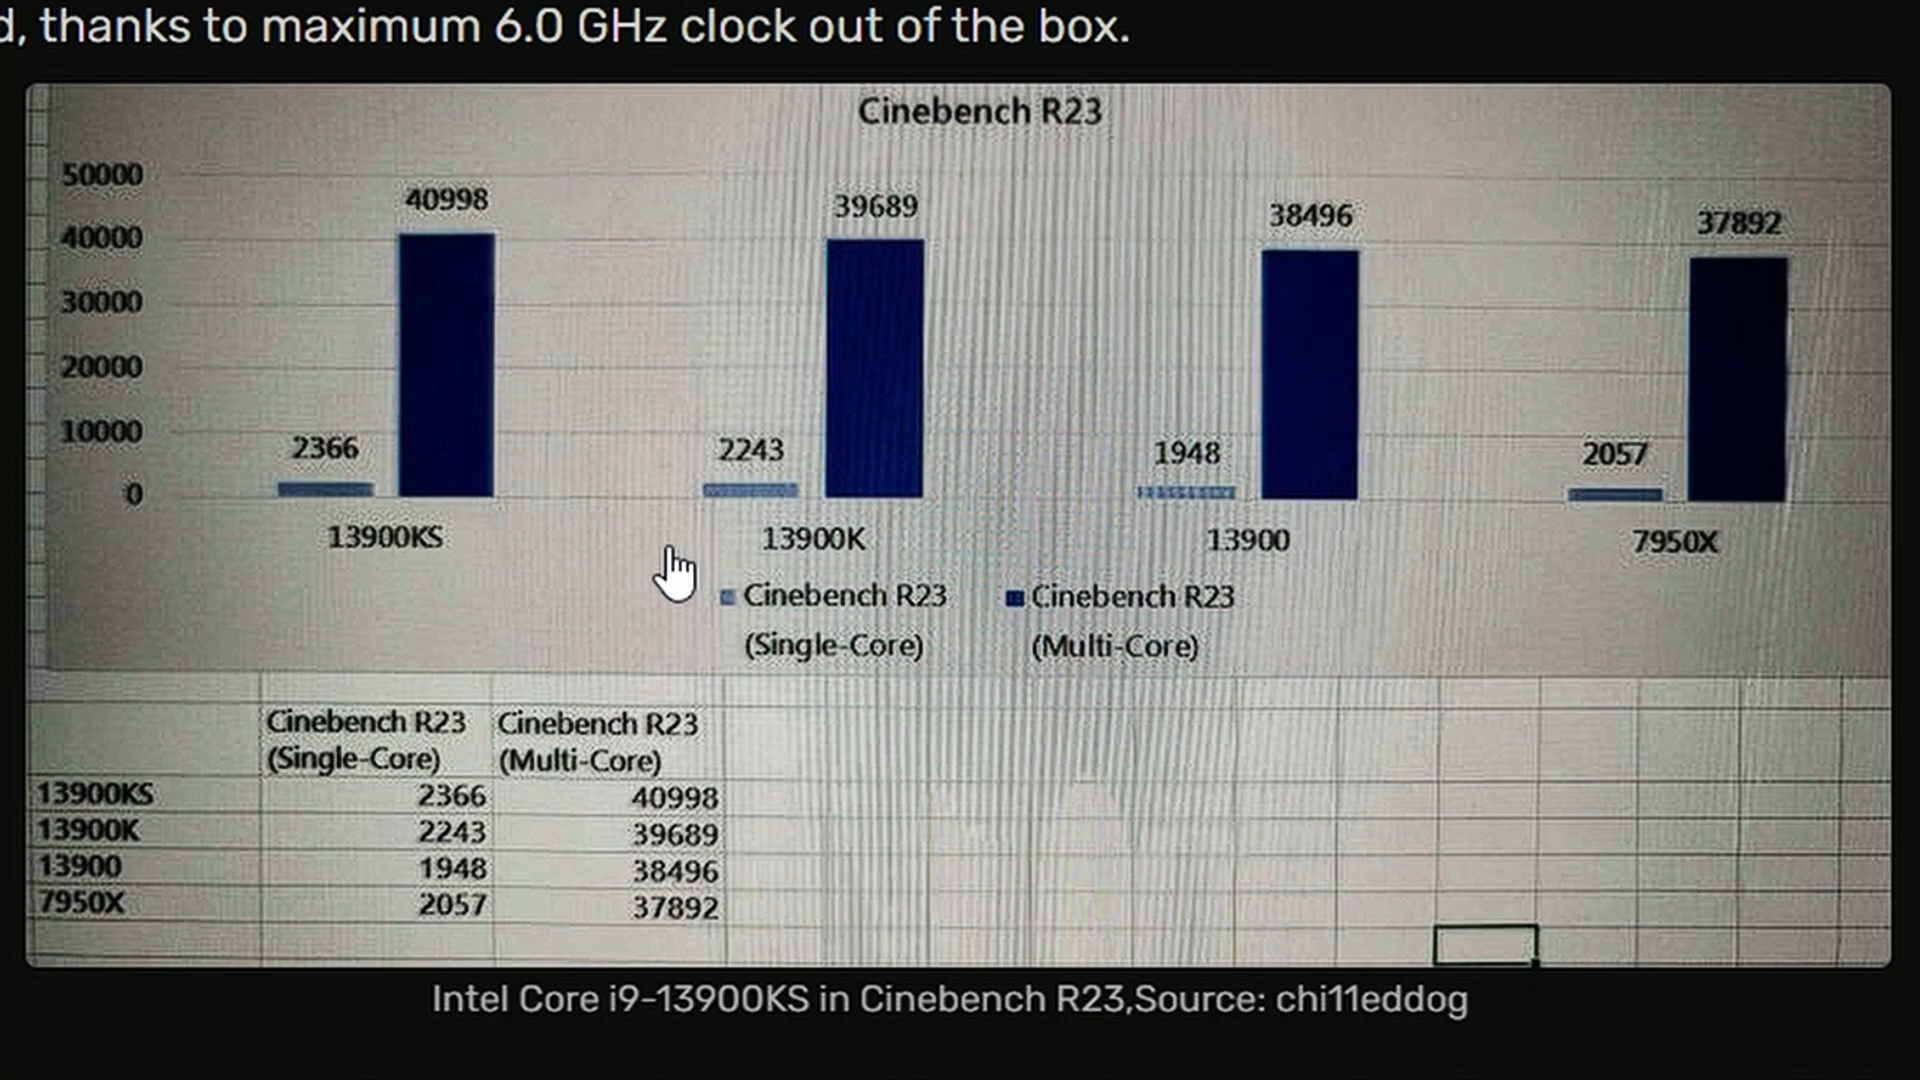 d, thanks to maximum 6.0 GHz clock out of the box.
Cinebench R23
50000
40000
30000
20000
10000
0
40998
39689
38496
37892
2366
2243
1948
2057
13900KS
13900K
13900
7950X
Cinebench R23
(Single-Core)
Cinebench R23
(Multi-Core)
Cinebench R23
(Single-Core)
Cinebench R23
(Multi-Core)
13900KS 2366 40998
13900K 2243 39689
13900 1948 38496
7950X 2057 37892
Intel Core i9-13900KS in Cinebench R23,Source: chi11eddog